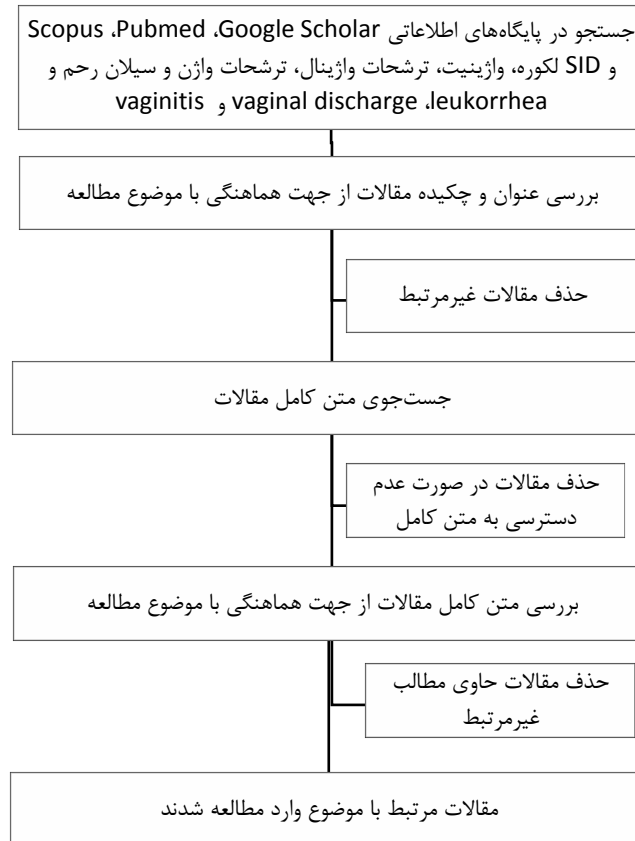 جستجو در پایگاه‌های اطلاعاتی Scopus ،Pubmed ،Google Scholar
و SID لکوره، واژینیت، ترشحات واژینال، ترشحات واژن و سیلان رحم و
vaginal discharge ،leukorrhea و vaginitis
بررسی عنوان و چکیده مقالات از جهت هماهنگی با موضوع مطالعه
حذف مقالات غیرمرتبط
جست‌جوی متن کامل مقالات
حذف مقالات در صورت عدم
دسترسی به متن کامل
بررسی متن کامل مقالات از جهت هماهنگی با موضوع مطالعه
حذف مقالات حاوی مطالب
غیرمرتبط
مقالات مرتبط با موضوع وارد مطالعه شدند